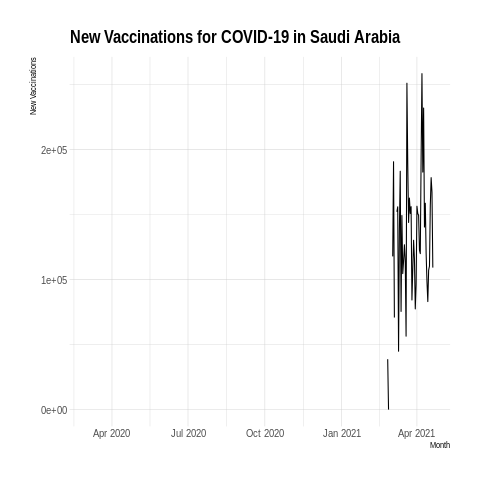 New Vaccinations for COVID-19 in Saudi Arabia
New Vaccinations
2e+05
1e+05
0e+00
Apr 2020 Jul 2020 Oct 2020 Jan 2021 Apr 2021
Month